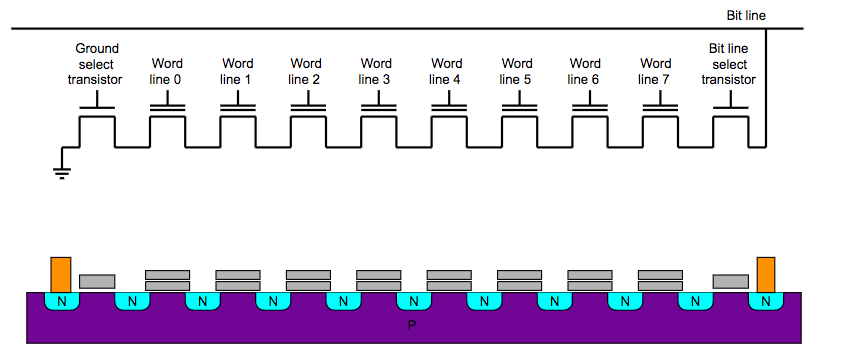 Bit line
Ground
select
transistor
Word
line 0
Word
line 1
Word
line 2
Word
line 3
Word
line 4
Word
line 5
Word
line 6
Word
line 7
Bit line
select
transistor
N
N
N
N
N
N
N
N
N
N
N
P